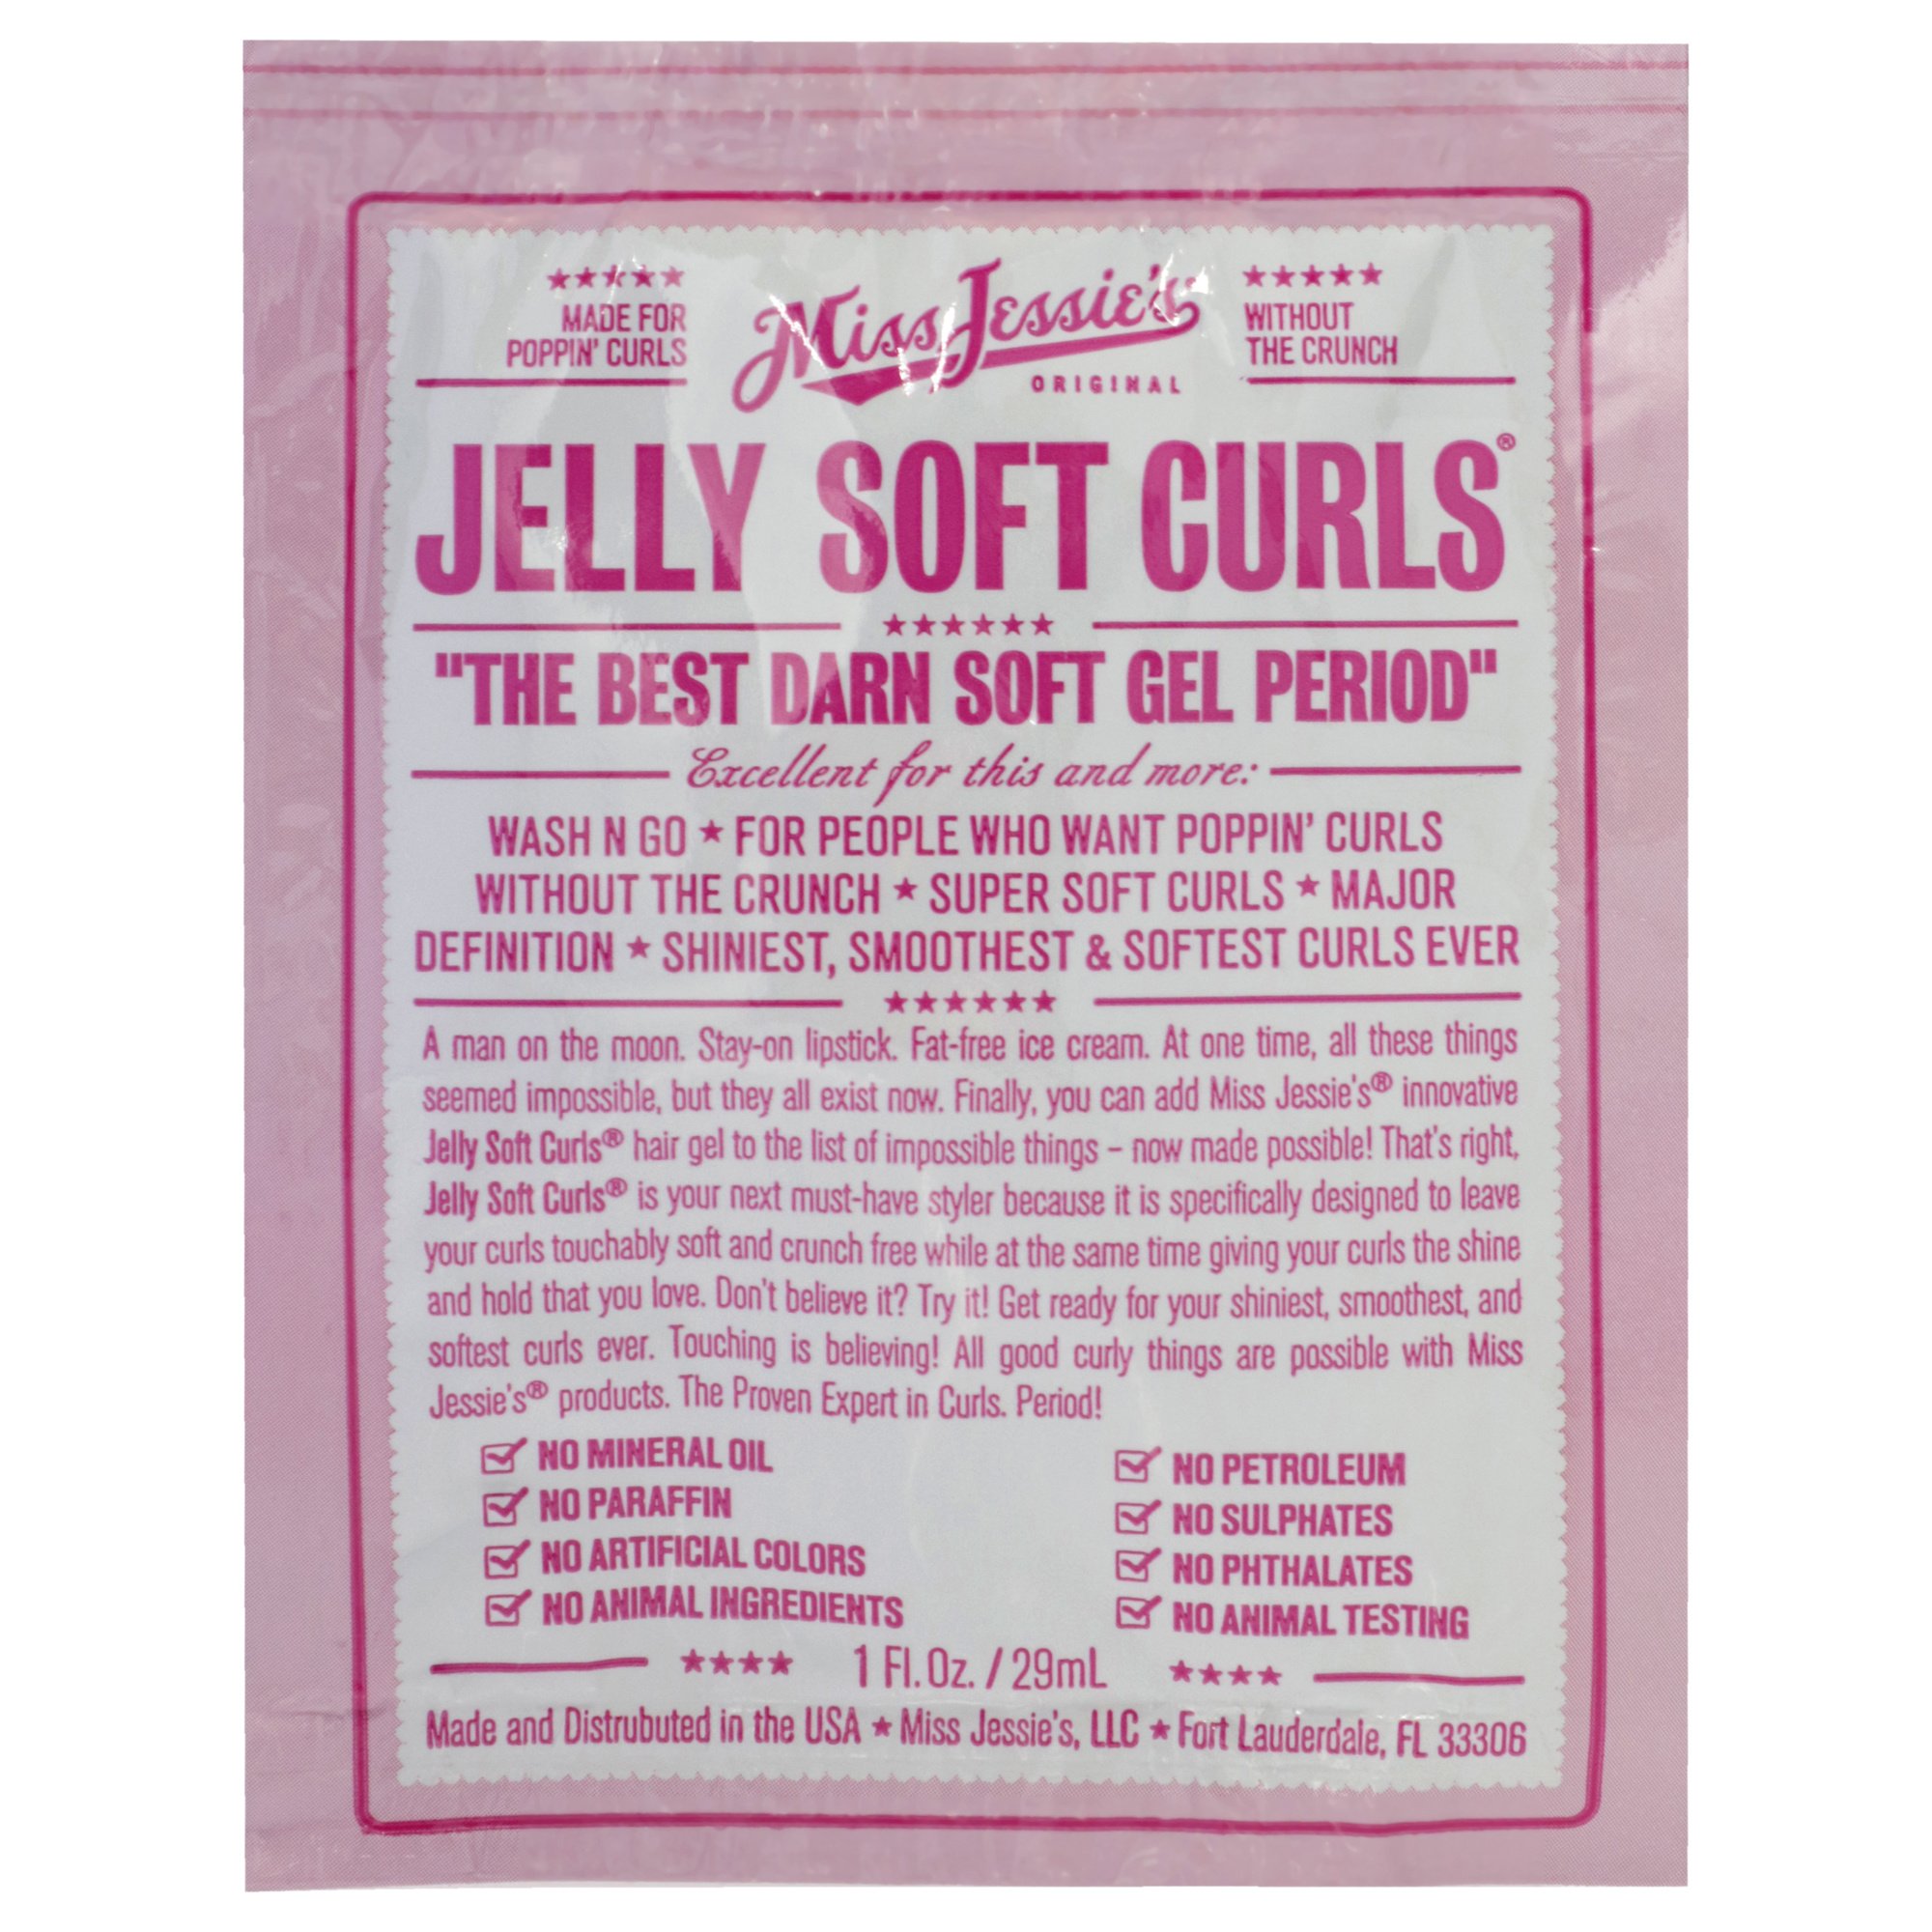 ★★★★★
MADE FOR
POPPIN' CURLS
Miss Jessie's
ORIGINAL
★★★★★
WITHOUT
THE CRUNCH
JELLY SOFT CURLS®
★★★★★★
"THE BEST DARN SOFT GEL PERIOD"
Excellent for this and more:
WASH N GO ★ FOR PEOPLE WHO WANT POPPIN' CURLS
WITHOUT THE CRUNCH ★ SUPER SOFT CURLS ★ MAJOR
DEFINITION ★ SHINIEST, SMOOTHEST & SOFTEST CURLS EVER
★★★★★★
A man on the moon. Stay-on lipstick. Fat-free ice cream. At one time, all these things
seemed impossible, but they all exist now. Finally, you can add Miss Jessie's® innovative
Jelly Soft Curls® hair gel to the list of impossible things – now made possible! That's right,
Jelly Soft Curls® is your next must-have styler because it is specifically designed to leave
your curls touchably soft and crunch free while at the same time giving your curls the shine
and hold that you love. Don't believe it? Try it! Get ready for your shiniest, smoothest, and
softest curls ever. Touching is believing! All good curly things are possible with Miss
Jessie's® products. The Proven Expert in Curls. Period!
NO MINERAL OIL
NO PARAFFIN
NO ARTIFICIAL COLORS
NO ANIMAL INGREDIENTS
NO PETROLEUM
NO SULPHATES
NO PHTHALATES
NO ANIMAL TESTING
★★★★ 1 Fl. Oz. / 29mL ★★★★
Made and Distrubuted in the USA ★ Miss Jessie's, LLC ★ Fort Lauderdale, FL 33306